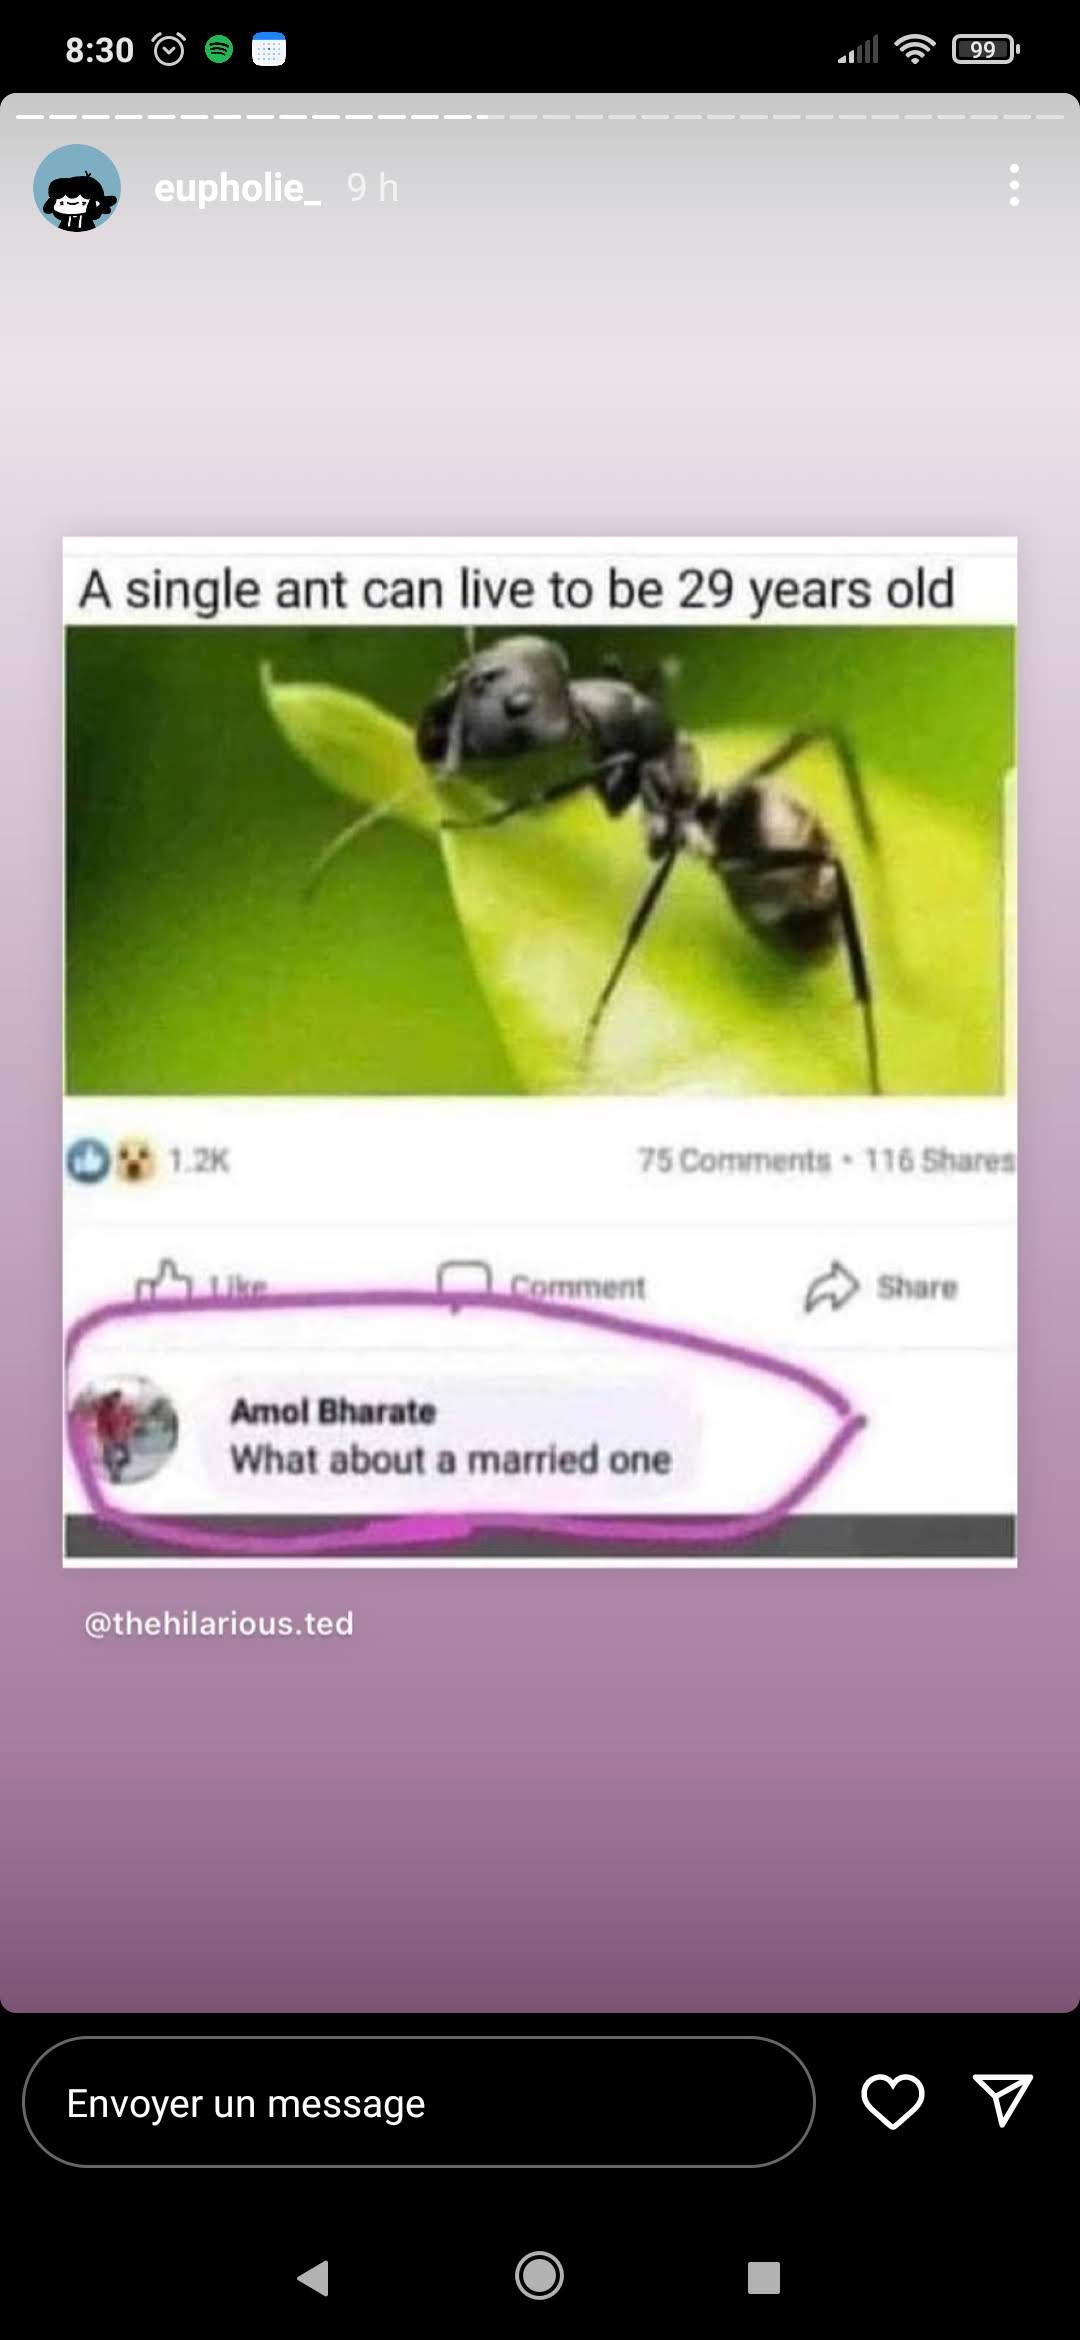 8:30
99
eupholie_ 9 h
A single ant can live to be 29 years old
1.2K
75 Comments • 116 Shares
Like
Comment
Share
Amol Bharate
What about a married one
@thehilarious.ted
Envoyer un message